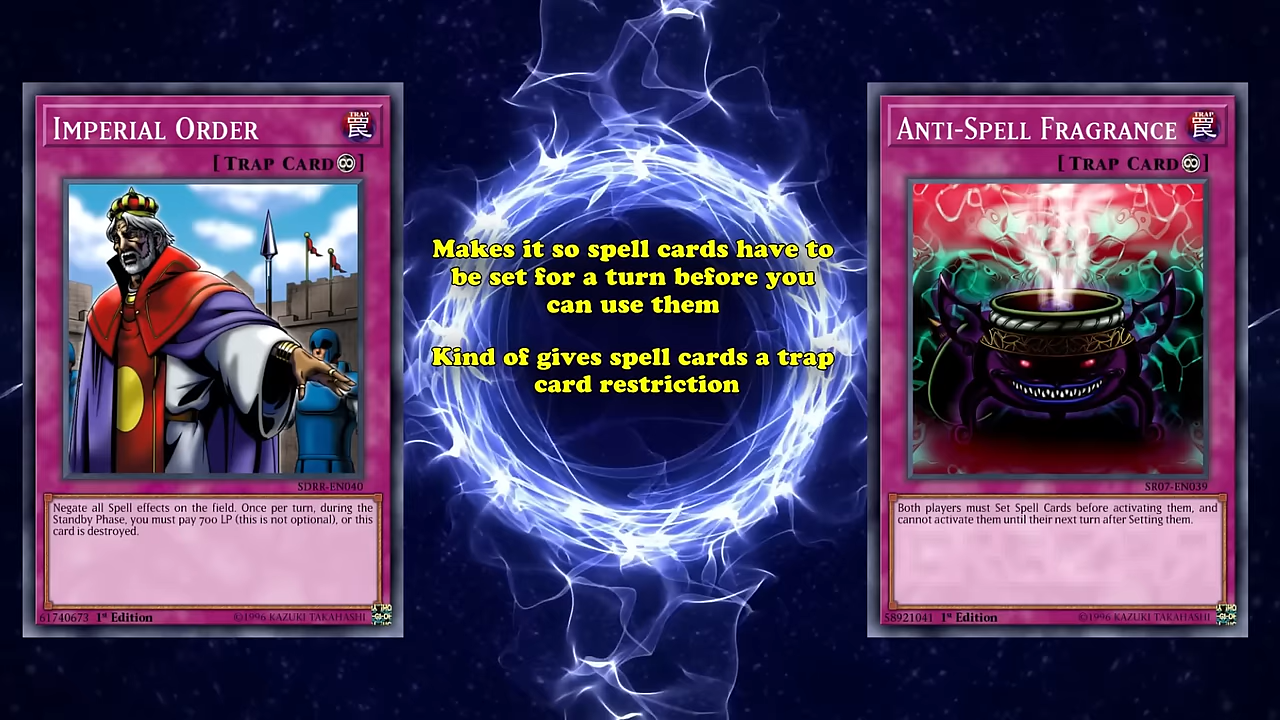 IMPERIAL ORDER
TRAP
罠
[TRAP CARD]
SDRR-EN040
Negate all Spell effects on the field. Once per turn, during the
Standby Phase, you must pay 700 LP (this is not optional), or this
card is destroyed.
61740673 1st Edition ©1996 KAZUKI TAKAHASHI
Makes it so spell cards have to
be set for a turn before you
can use them
Kind of gives spell cards a trap
card restriction
ANTI-SPELL FRAGRANCE
TRAP
罠
[TRAP CARD]
SR07-EN039
Both players must Set Spell Cards before activating them, and
cannot activate them until their next turn after Setting them.
58921041 1st Edition ©1996 KAZUKI TAKAHASHI